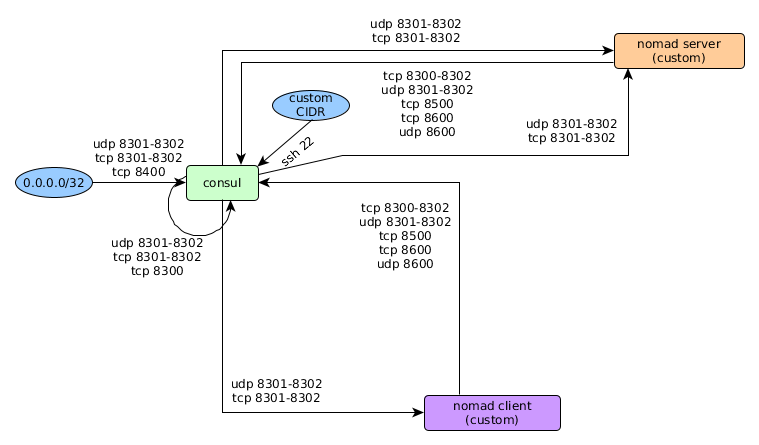 udp 8301-8302
tcp 8301-8302
nomad server
(custom)
tcp 8300-8302
udp 8301-8302
tcp 8500
tcp 8600
udp 8600
custom
CIDR
udp 8301-8302
tcp 8301-8302
ssh 22
udp 8301-8302
tcp 8301-8302
tcp 8400
0.0.0.0/32
consul
tcp 8300-8302
udp 8301-8302
tcp 8500
tcp 8600
udp 8600
udp 8301-8302
tcp 8301-8302
tcp 8300
udp 8301-8302
tcp 8301-8302
nomad client
(custom)